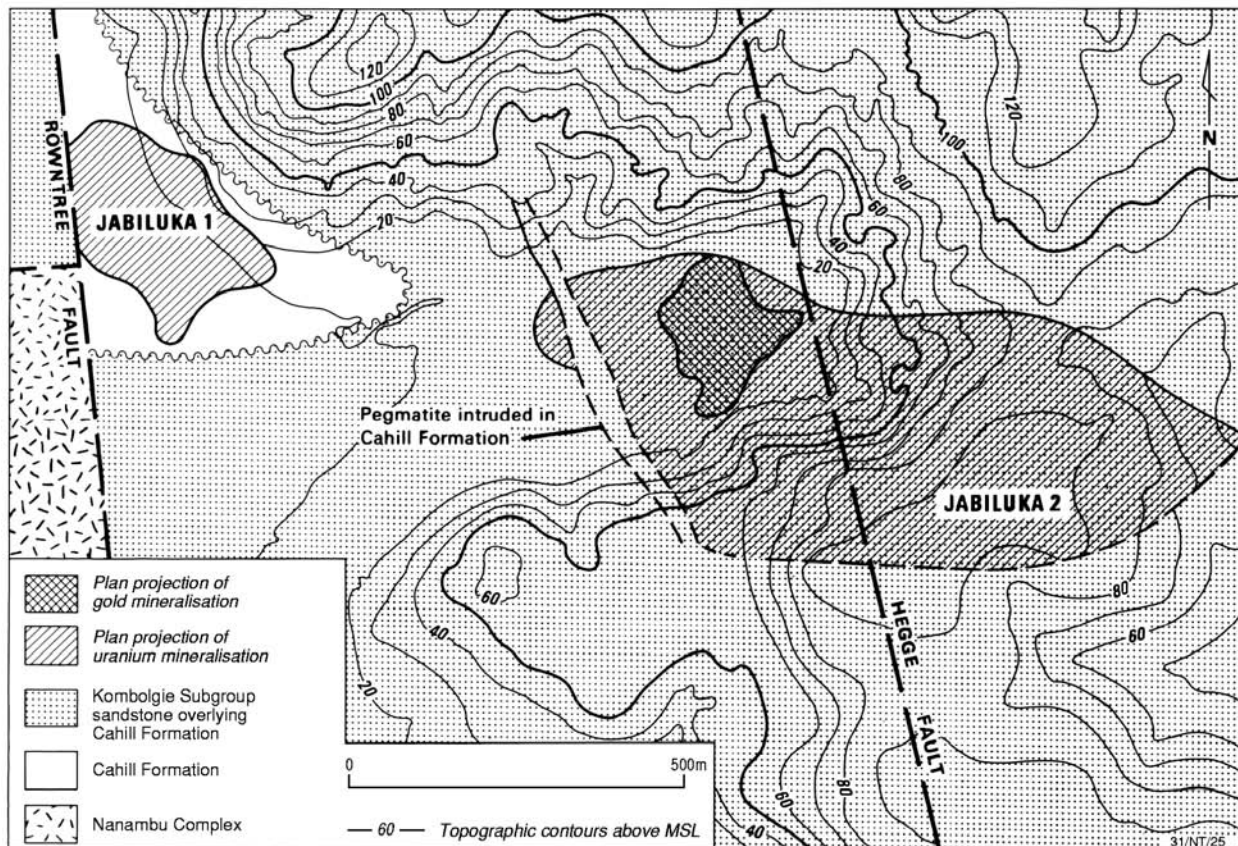 120
100
80
60
40
20
120
100
80
60
40
20
N
ROWNTREE
FAULT
JABILUKA 1
Pegmatite intruded in
Cahill Formation
JABILUKA 2
HEGGE
FAULT
60
40
20
80
60
80
60
40
Plan projection of
gold mineralisation
Plan projection of
uranium mineralisation
Kombolgie Subgroup
sandstone overlying
Cahill Formation
Cahill Formation
Nanambu Complex
0 500m
— 60 — Topographic contours above MSL
31/NT/25